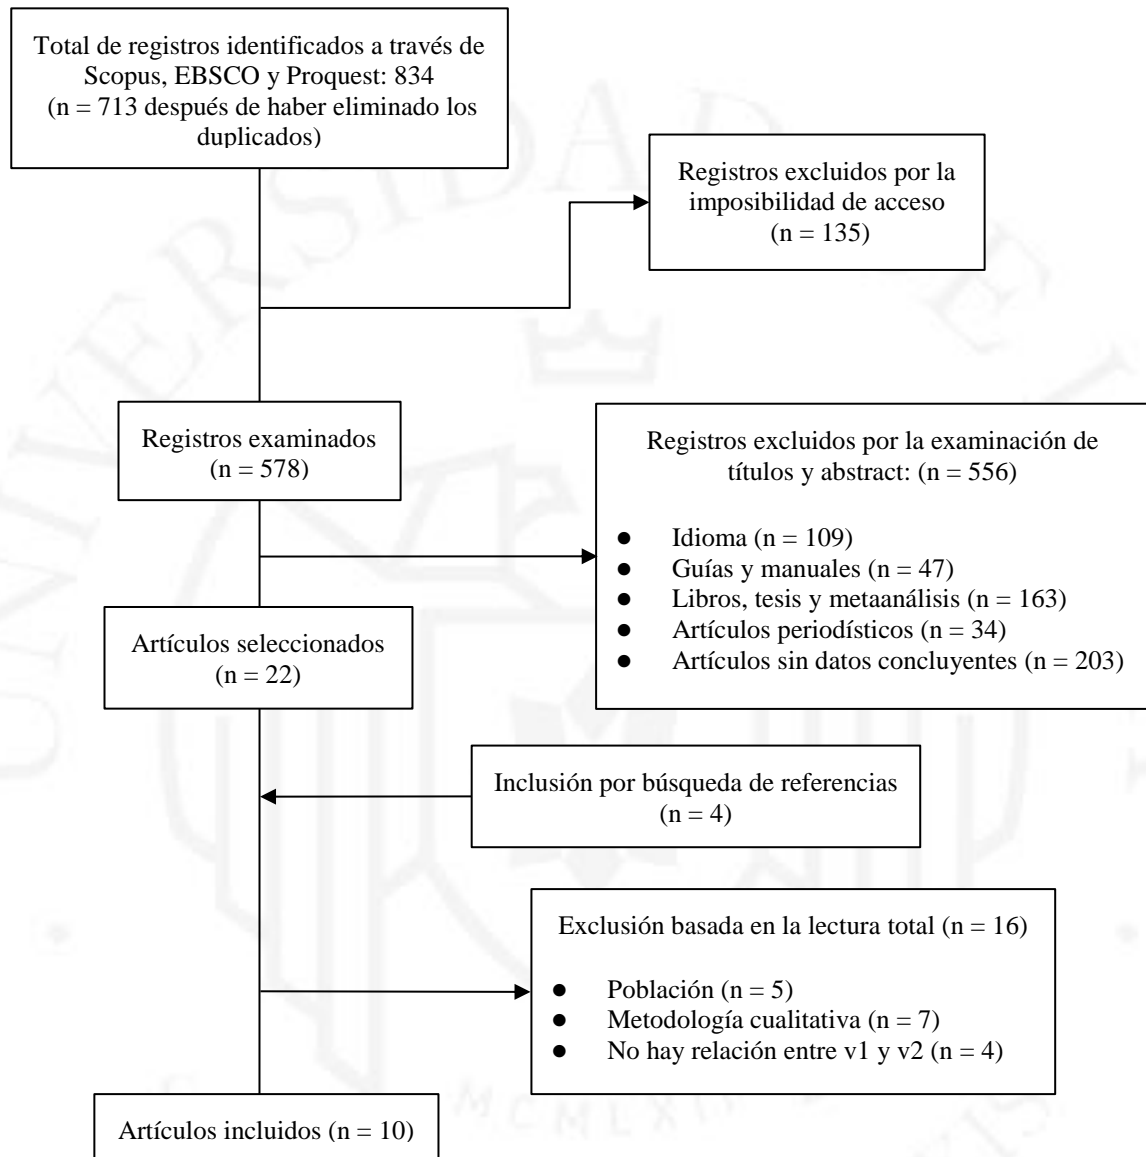 Total de registros identificados a través de
Scopus, EBSCO y Proquest: 834
(n = 713 después de haber eliminado los
duplicados)
Registros excluidos por la
imposibilidad de acceso
(n = 135)
Registros examinados
(n = 578)
Registros excluidos por la examinación de
títulos y abstract: (n = 556)
● Idioma (n = 109)
● Guías y manuales (n = 47)
● Libros, tesis y metaanálisis (n = 163)
● Artículos periodísticos (n = 34)
● Artículos sin datos concluyentes (n = 203)
Artículos seleccionados
(n = 22)
Inclusión por búsqueda de referencias
(n = 4)
Exclusión basada en la lectura total (n = 16)
● Población (n = 5)
● Metodología cualitativa (n = 7)
● No hay relación entre v1 y v2 (n = 4)
Artículos incluidos (n = 10)